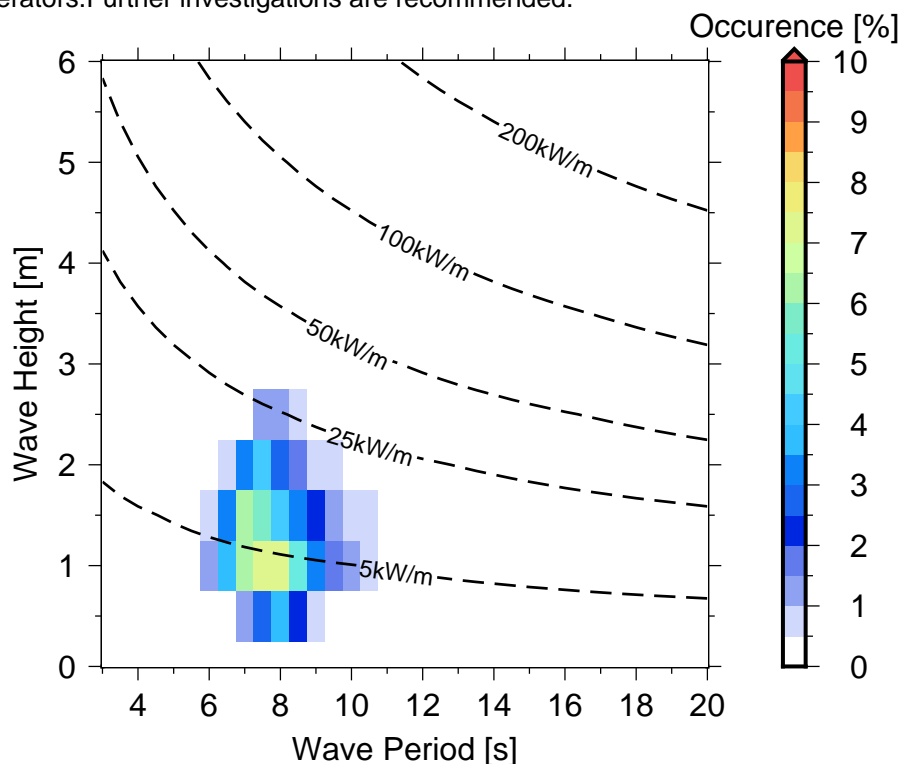 erators.Further investigations are recommended.
Occurence [%]
6
5
4
3
2
1
0
Wave Height [m]
200kW/m
100kW/m
50kW/m
25kW/m
5kW/m
4 6 8 10 12 14 16 18 20
Wave Period [s]
10
9
8
7
6
5
4
3
2
1
0